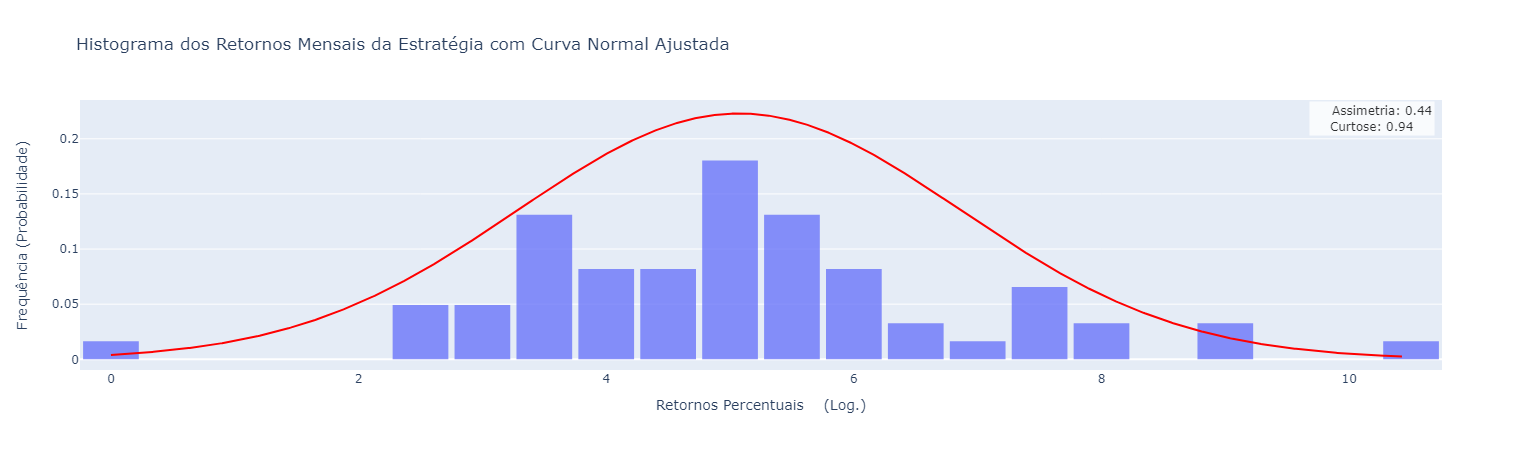 Histograma dos Retornos Mensais da Estratégia com Curva Normal Ajustada
Assimetria: 0.44
Curtose: 0.94
Frequência (Probabilidade)
0.2
0.15
0.1
0.05
0
0 2 4 6 8 10
Retornos Percentuais (Log.)